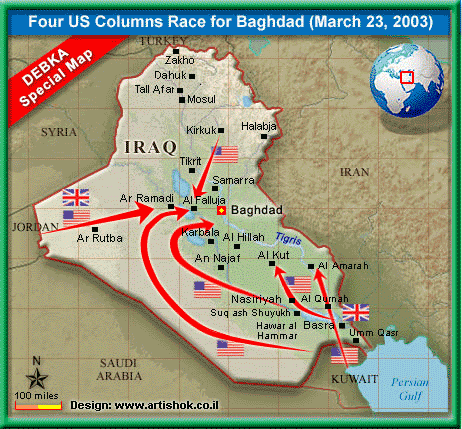 Four US Columns Race for Baghdad (March 23, 2003)
DEBKA
Special Map
TURKEY
Zakho
Dahuk
Tall Afar
Mosul
SYRIA
Kirkuk
Halabja
IRAQ
Tikrit
IRAN
Samarra
Ar Ramadi
Al Falluja
Baghdad
JORDAN
Ar Rutba
Karbala
Al Hillah
Tigris
An Najaf
Al Kut
Al Amarah
Nasiriyah
Al Qurnah
Suq ash Shuyukh
Hawar al
Hammar
Basra
Umm Qasr
SAUDI
ARABIA
KUWAIT
Persian
Gulf
N
100 miles
Design: www.artishok.co.il